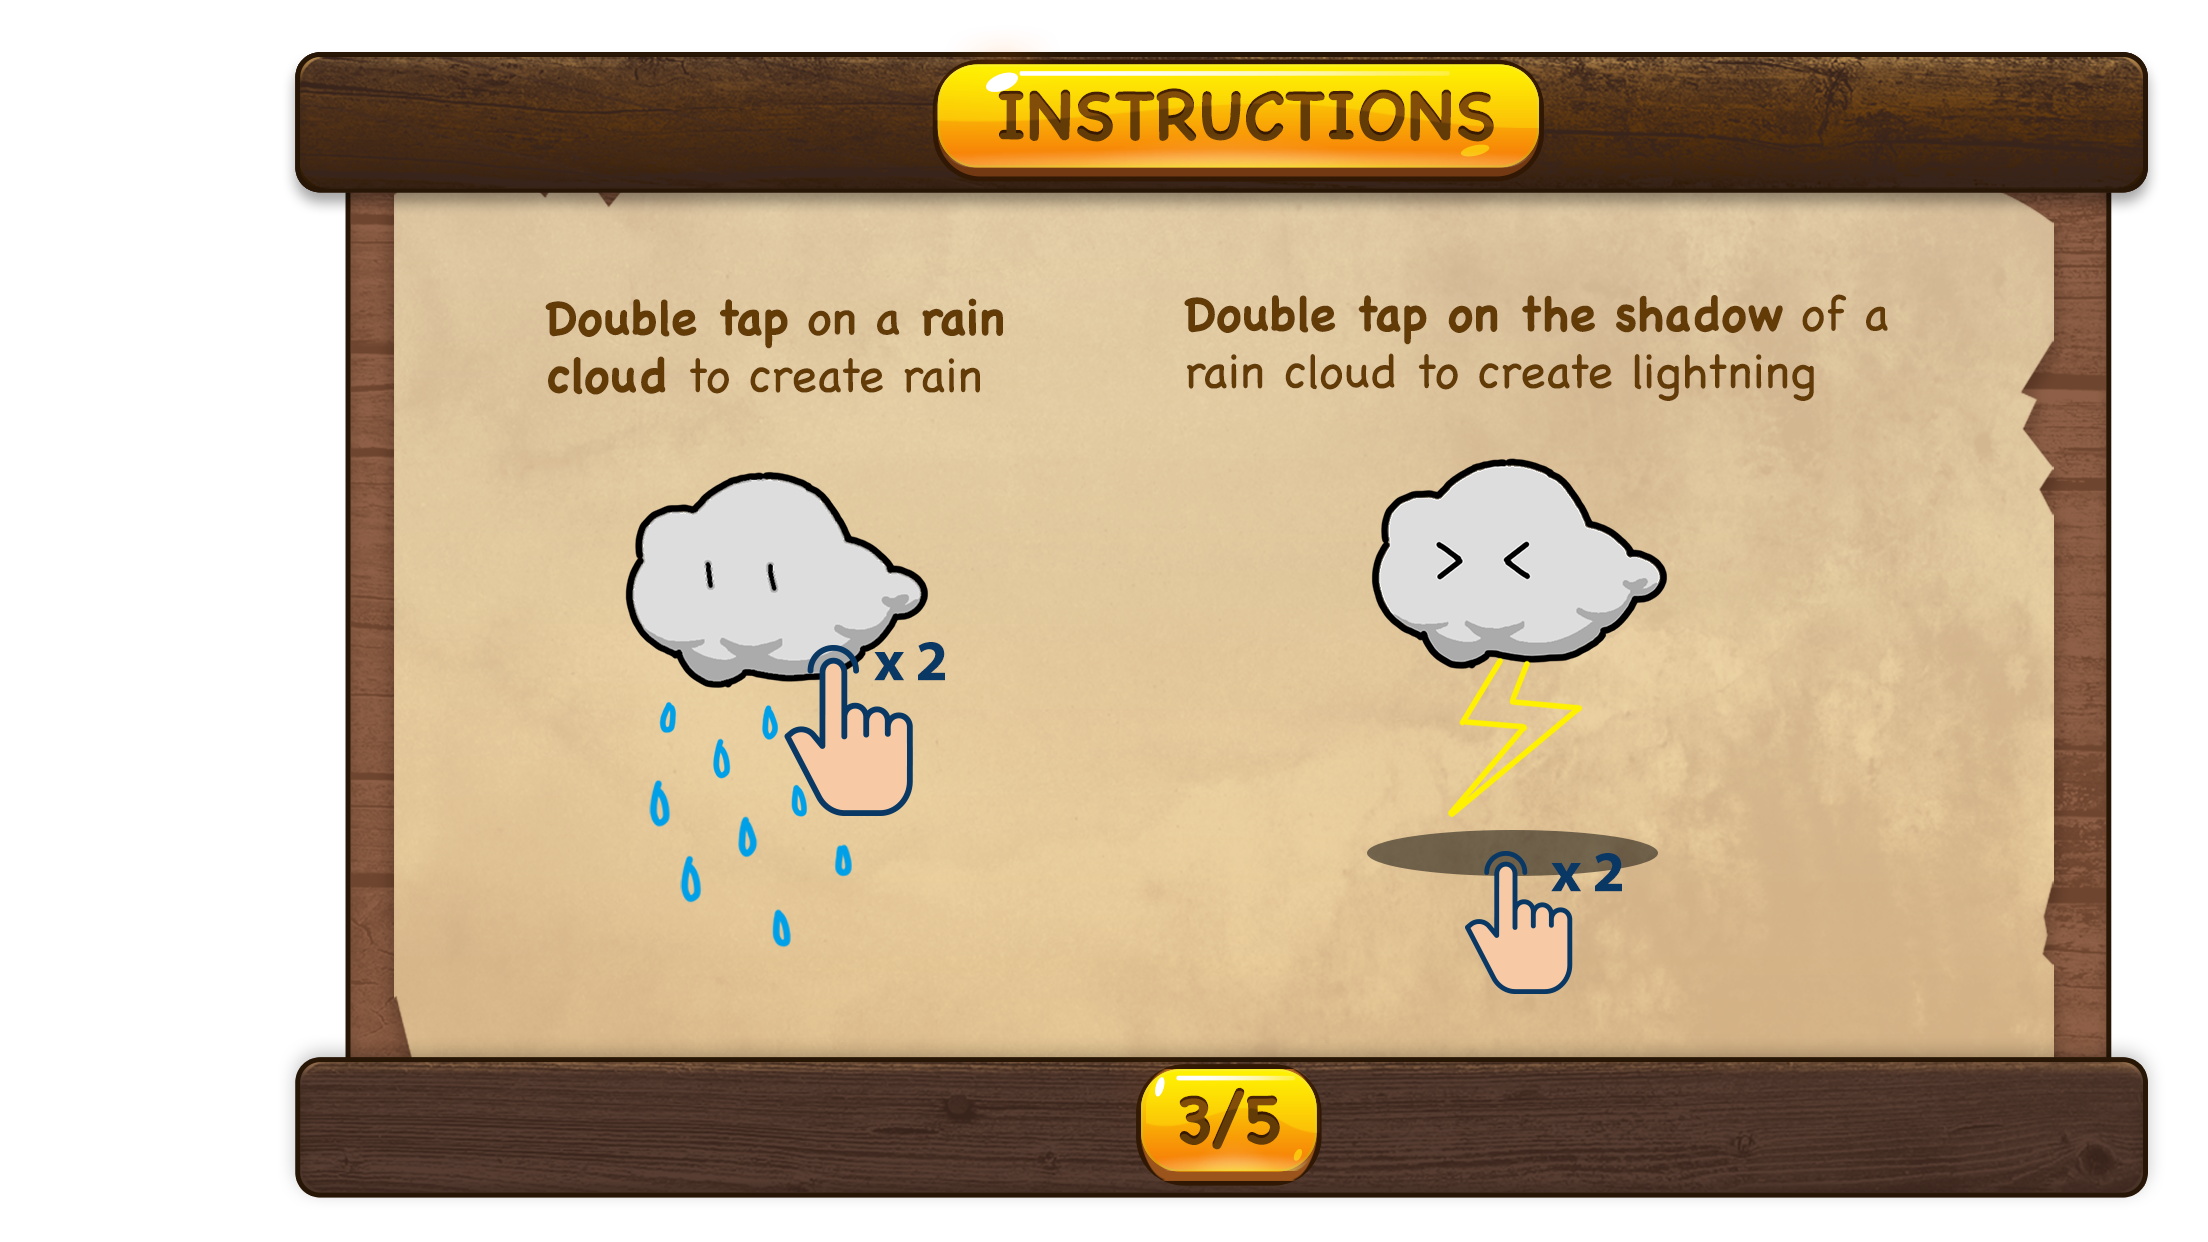 INSTRUCTIONS
Double tap on a rain
cloud to create rain
Double tap on the shadow of a
rain cloud to create lightning
x 2
x 2
3/5